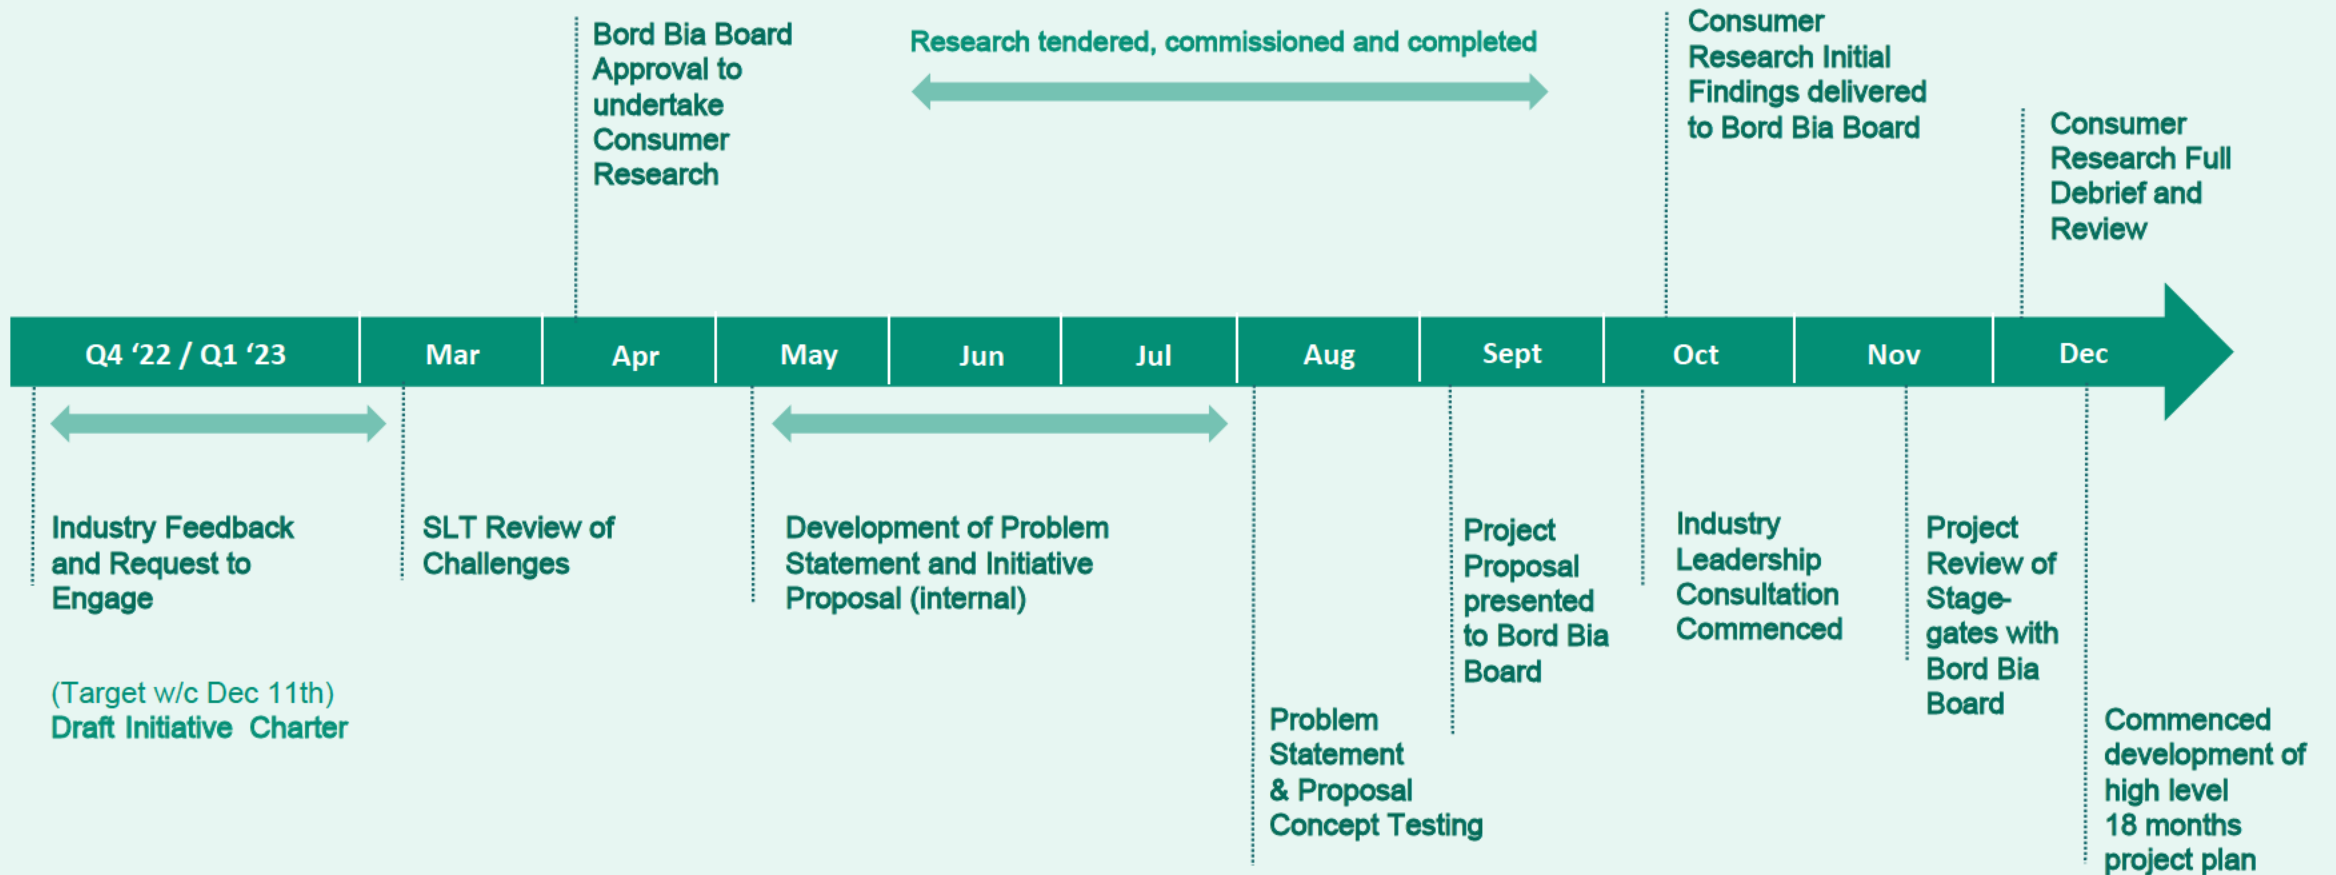 Bord Bia Board
Approval to
undertake
Consumer
Research
Research tendered, commissioned and completed
Consumer
Research Initial
Findings delivered
to Bord Bia Board
Consumer
Research Full
Debrief and
Review
Q4 ‘22 / Q1 ‘23
Mar
Apr
May
Jun
Jul
Aug
Sept
Oct
Nov
Dec
Industry Feedback
and Request to
Engage
(Target w/c Dec 11th)
Draft Initiative Charter
SLT Review of
Challenges
Development of Problem
Statement and Initiative
Proposal (internal)
Problem
Statement
& Proposal
Concept Testing
Project
Proposal
presented
to Bord Bia
Board
Industry
Leadership
Consultation
Commenced
Project
Review of
Stage-
gates with
Bord Bia
Board
Commenced
development of
high level
18 months
project plan